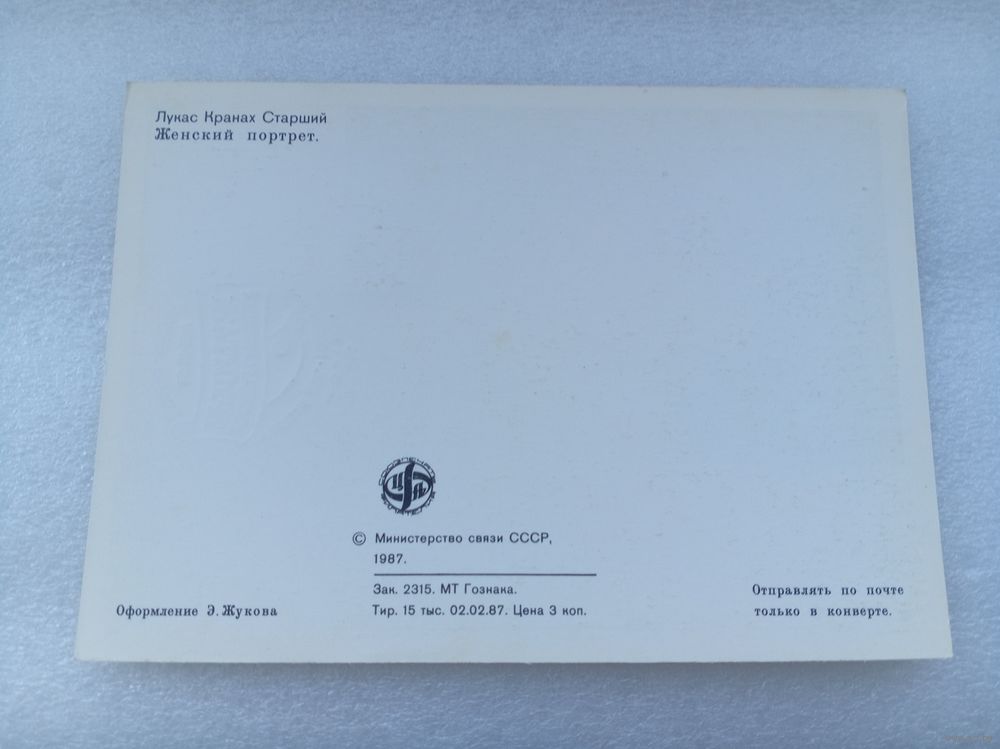 Лукас Кранах Старший
Женский портрет.
ЦФА
© Министерство связи СССР,
1987.
Зак. 2315. МТ Гознака.
Тир. 15 тыс. 02.02.87. Цена 3 коп.
Оформление Э. Жукова
Отправлять по почте
только в конверте.